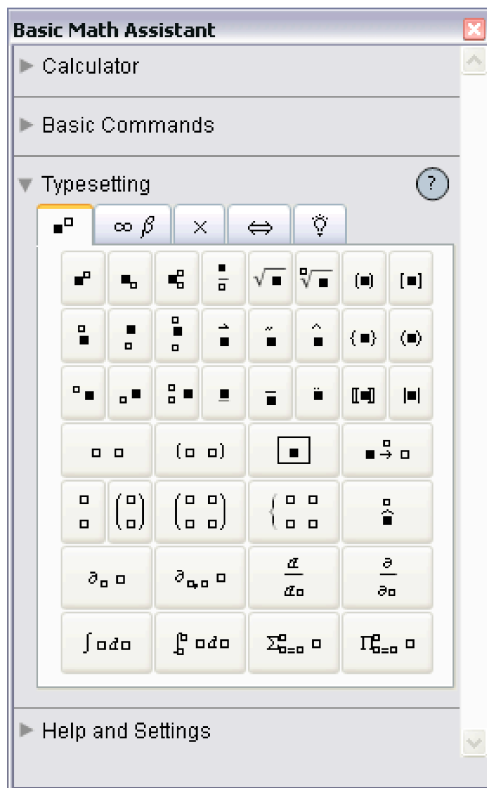 Basic Math Assistant
Calculator
Basic Commands
Typesetting ?
■▫ ∞ β × ⇔
■▫ ■▫ ■▫▫ ■/▫ √■ ▫√■ (■) [■]
{■} ⟨■⟩
⟦■⟧ |■|
▫ ▫ (▫ ▫) ■ ■→▫ ▫
∂▫ ▫ ∂▫,▫ ▫ d/d▫ ∂/∂▫
∫▫d▫ ∫▫▫ ▫d▫ Σ▫▫=▫ ▫ Π▫▫=▫ ▫
Help and Settings